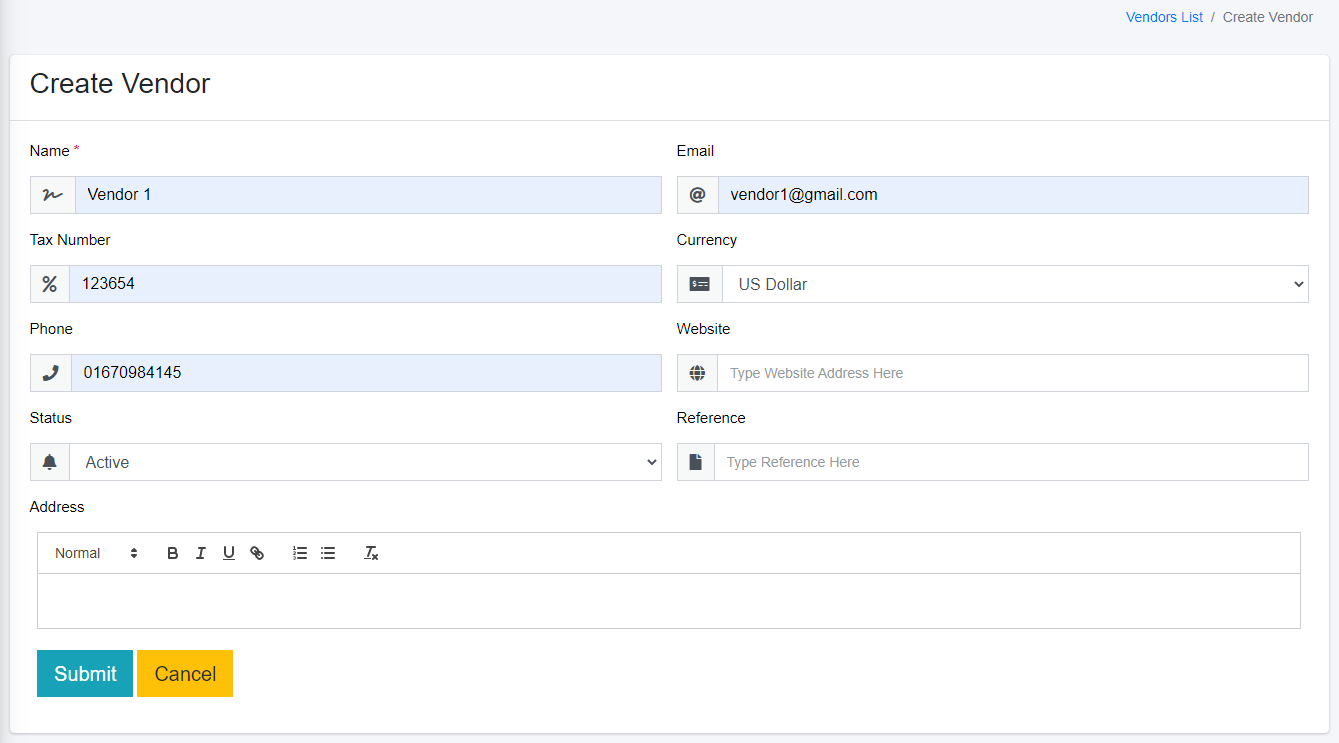 Vendors List / Create Vendor
Create Vendor
Name *
Email
Vendor 1
@ vendor1@gmail.com
Tax Number
Currency
% 123654
US Dollar
Phone
Website
01670984145
Type Website Address Here
Status
Reference
Active
Type Reference Here
Address
Normal B I U
Submit Cancel